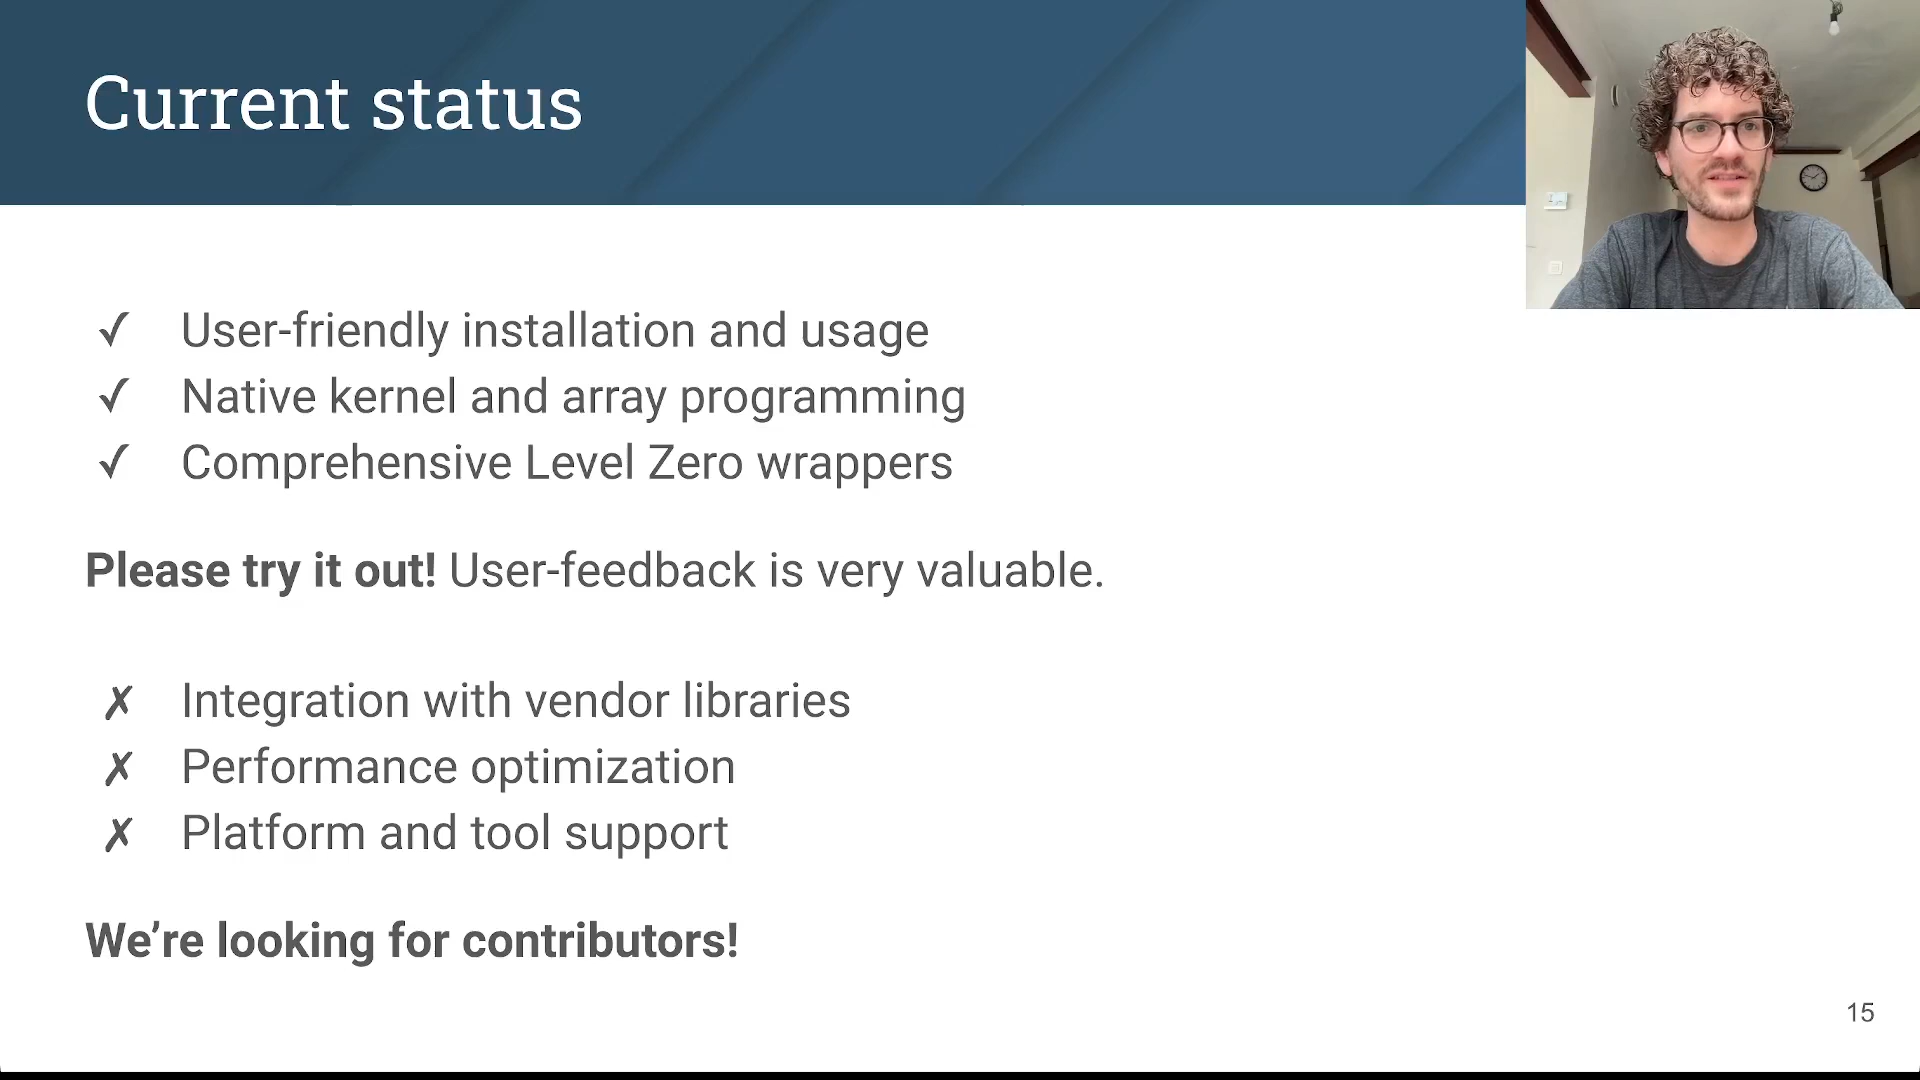 Current status
✓ User-friendly installation and usage
✓ Native kernel and array programming
✓ Comprehensive Level Zero wrappers
Please try it out! User-feedback is very valuable.
✗ Integration with vendor libraries
✗ Performance optimization
✗ Platform and tool support
We’re looking for contributors!
15